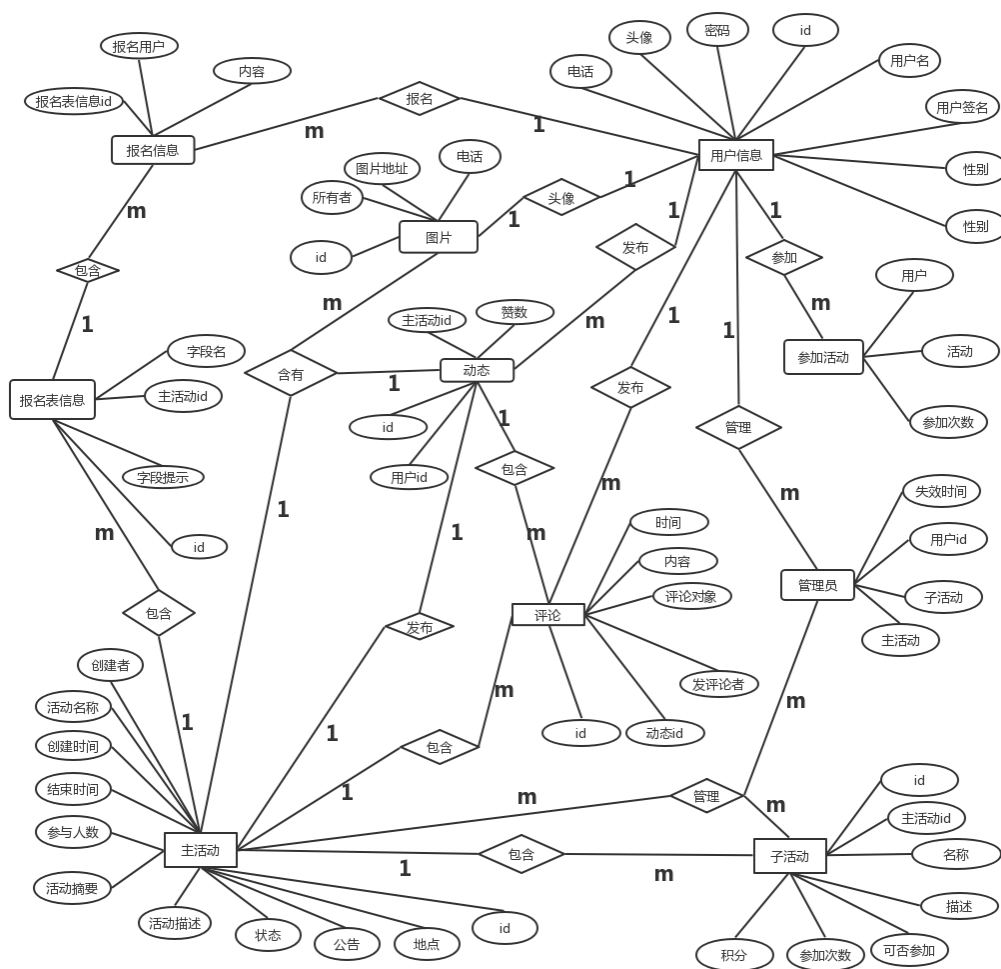 报名用户
内容
报名表信息id
报名信息
报名
m
1
头像
密码
id
电话
用户名
用户签名
用户信息
性别
性别
图片地址
电话
所有者
图片
id
头像
1
1
发布
1
m
1
参加
m
用户
参加活动
活动
参加次数
m
包含
1
字段名
主活动id
报名表信息
字段提示
id
m
包含
1
m
含有
1
1
主活动id
赞数
动态
id
用户id
1
包含
m
1
发布
m
1
管理
m
失效时间
用户id
管理员
子活动
主活动
m
时间
内容
评论对象
评论
发评论者
id
动态id
1
发布
1
m
包含
1
创建者
活动名称
创建时间
结束时间
参与人数
活动摘要
主活动
活动描述
状态
公告
地点
id
m
管理
m
1
包含
m
子活动
id
主活动id
名称
描述
可否参加
参加次数
积分